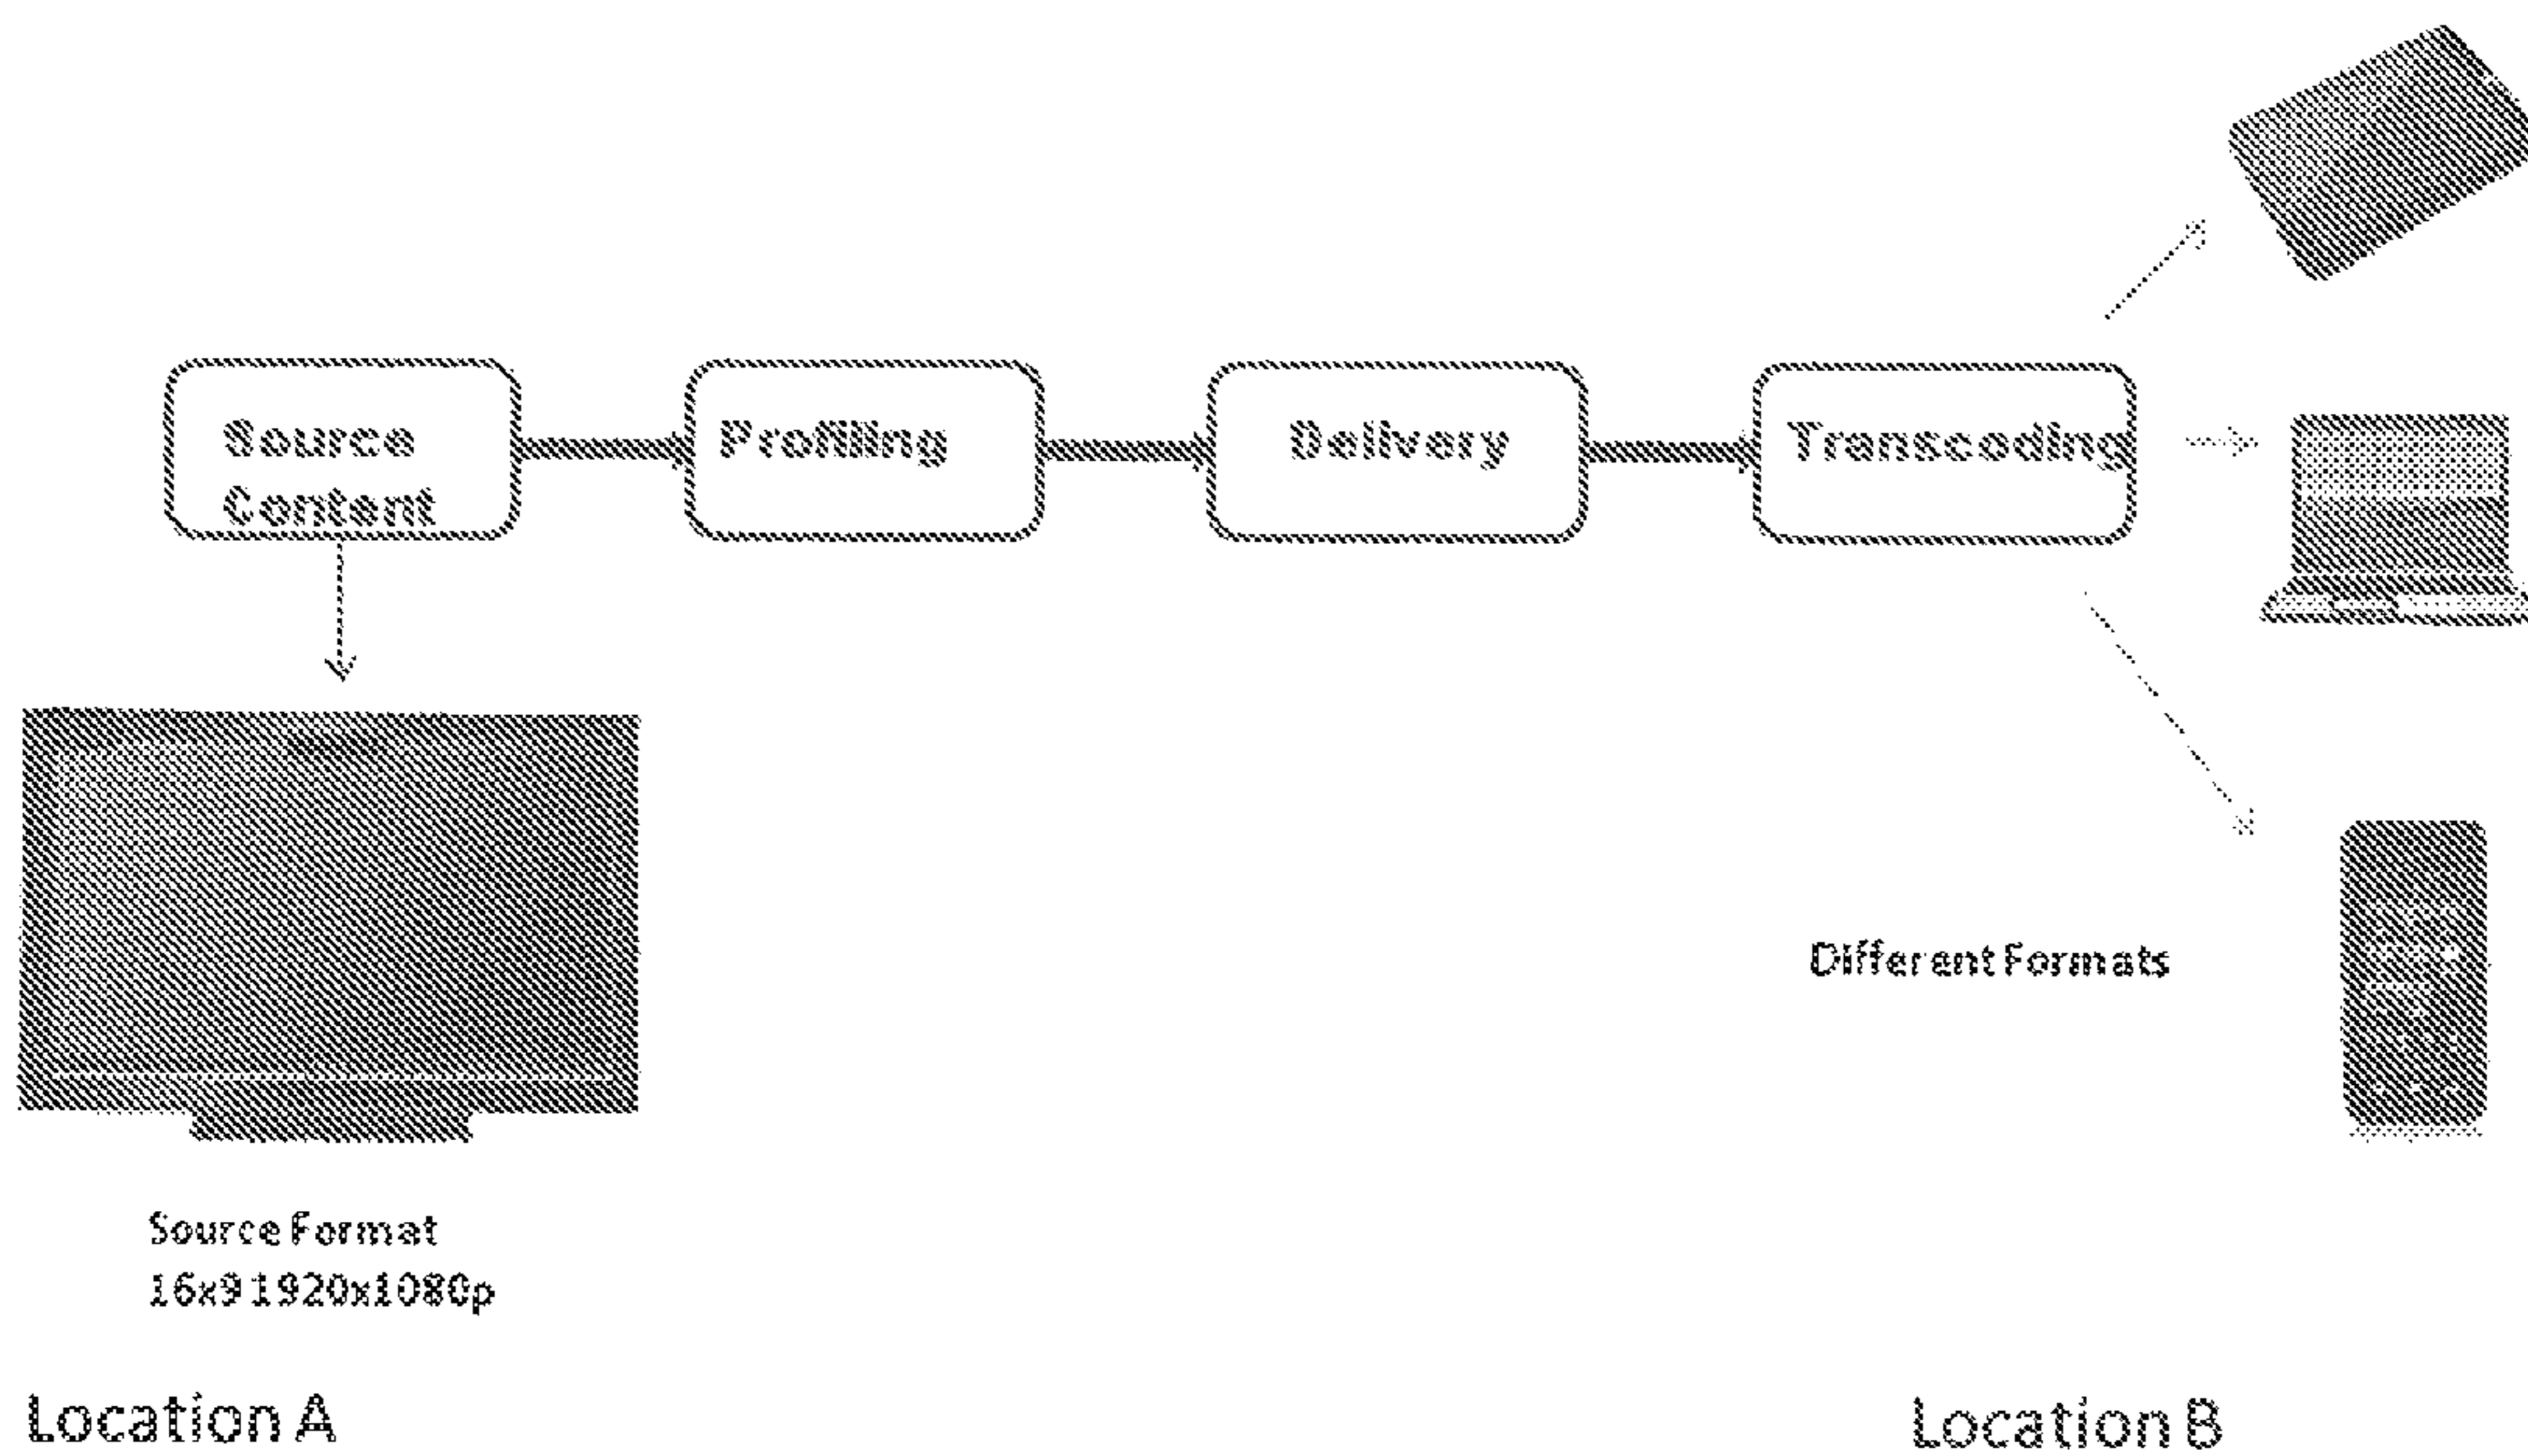 Source
Content
Profiling
Delivery
Transcoding
Different Formats
Source Format
16x9 1920x1080p
Location A
Location B